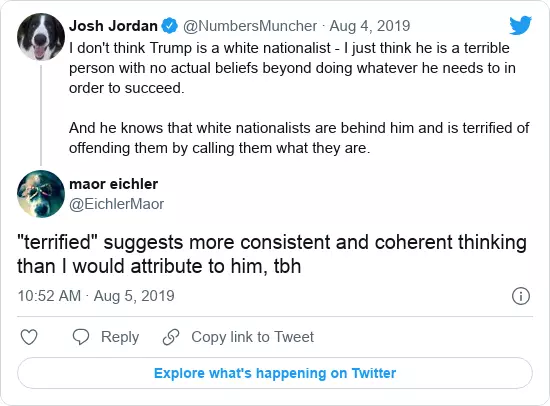 Josh Jordan @NumbersMuncher · Aug 4, 2019
I don't think Trump is a white nationalist - I just think he is a terrible
person with no actual beliefs beyond doing whatever he needs to in
order to succeed.
And he knows that white nationalists are behind him and is terrified of
offending them by calling them what they are.
maor eichler
@EichlerMaor
"terrified" suggests more consistent and coherent thinking
than I would attribute to him, tbh
10:52 AM · Aug 5, 2019
Reply
Copy link to Tweet
Explore what's happening on Twitter